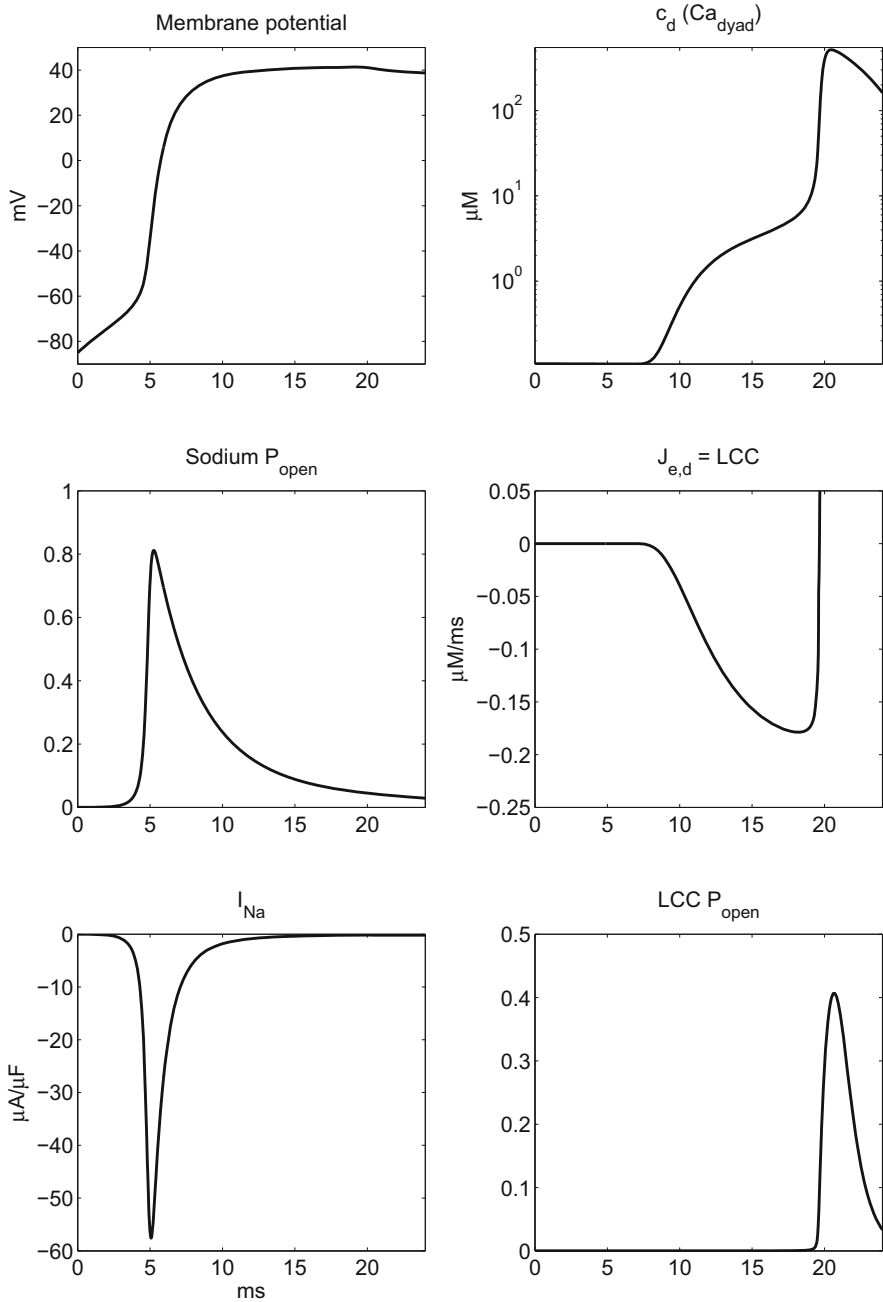 Membrane potential
mV
40
20
0
−20
−40
−60
−80
0 5 10 15 20
c_d (Ca_dyad)
μM
10^2
10^1
10^0
0 5 10 15 20
Sodium P_open
1
0.8
0.6
0.4
0.2
0
0 5 10 15 20
J_e,d = LCC
μM/ms
0.05
0
−0.05
−0.1
−0.15
−0.2
−0.25
0 5 10 15 20
I_Na
μA/μF
0
−10
−20
−30
−40
−50
−60
0 5 10 15 20
ms
LCC P_open
0.5
0.4
0.3
0.2
0.1
0
0 5 10 15 20